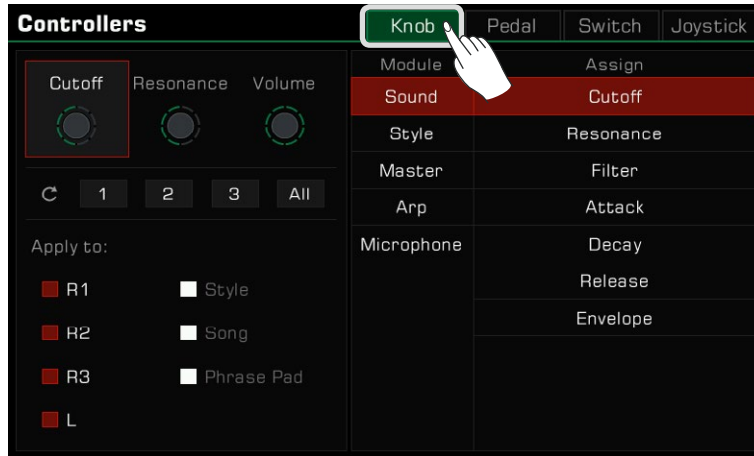 Controllers
Knob Pedal Switch Joystick
Cutoff Resonance Volume
1 2 3 All
Apply to:
R1 Style
R2 Song
R3 Phrase Pad
L
Module Assign
Sound Cutoff
Style Resonance
Master Filter
Arp Attack
Microphone Decay
Release
Envelope